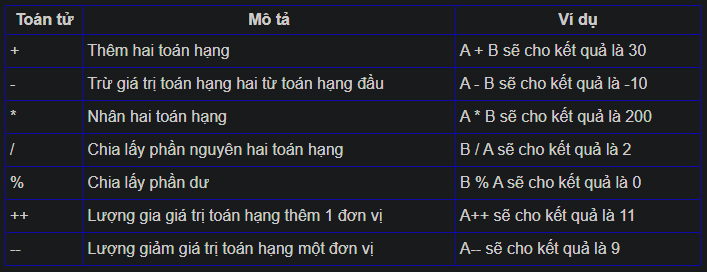 Toán tử Mô tả Ví dụ
+ Thêm hai toán hạng A + B sẽ cho kết quả là 30
- Trừ giá trị toán hạng hai từ toán hạng đầu A - B sẽ cho kết quả là -10
* Nhân hai toán hạng A * B sẽ cho kết quả là 200
/ Chia lấy phần nguyên hai toán hạng B / A sẽ cho kết quả là 2
% Chia lấy phần dư B % A sẽ cho kết quả là 0
++ Lượng gia giá trị toán hạng thêm 1 đơn vị A++ sẽ cho kết quả là 11
-- Lượng giảm giá trị toán hạng một đơn vị A-- sẽ cho kết quả là 9